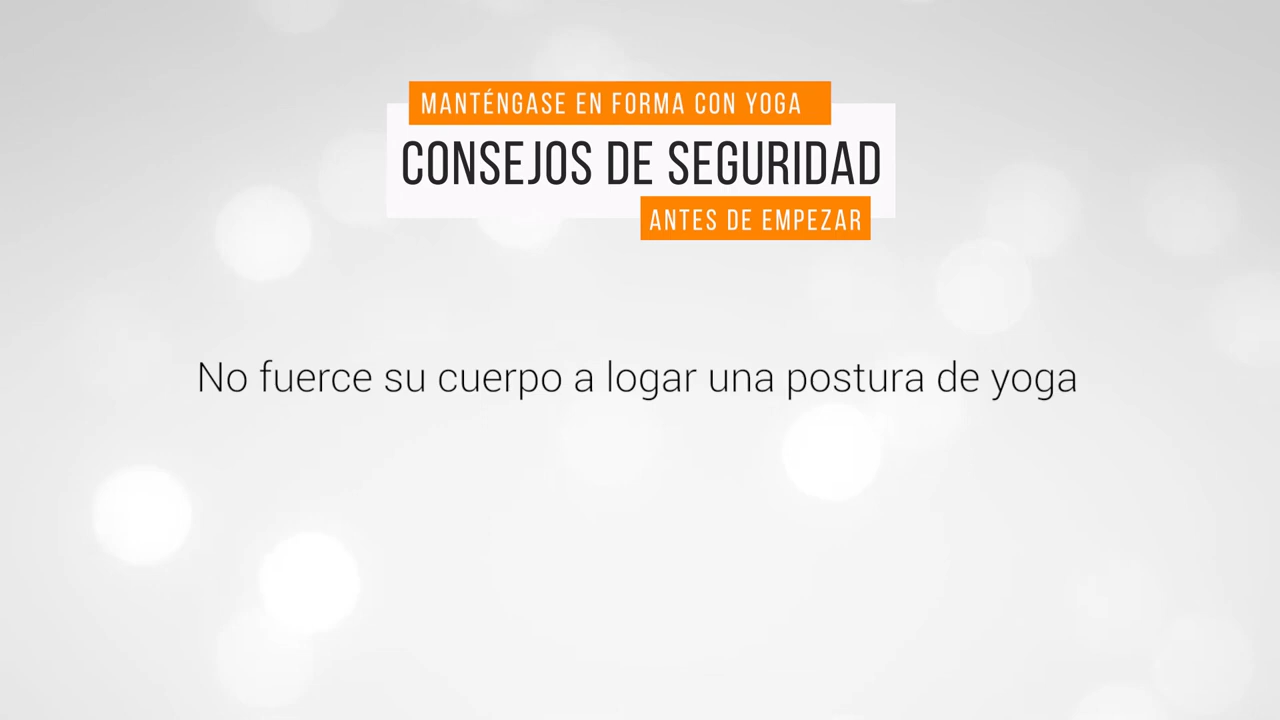 MANTÉNGASE EN FORMA CON YOGA
CONSEJOS DE SEGURIDAD
ANTES DE EMPEZAR
No fuerce su cuerpo a logar una postura de yoga